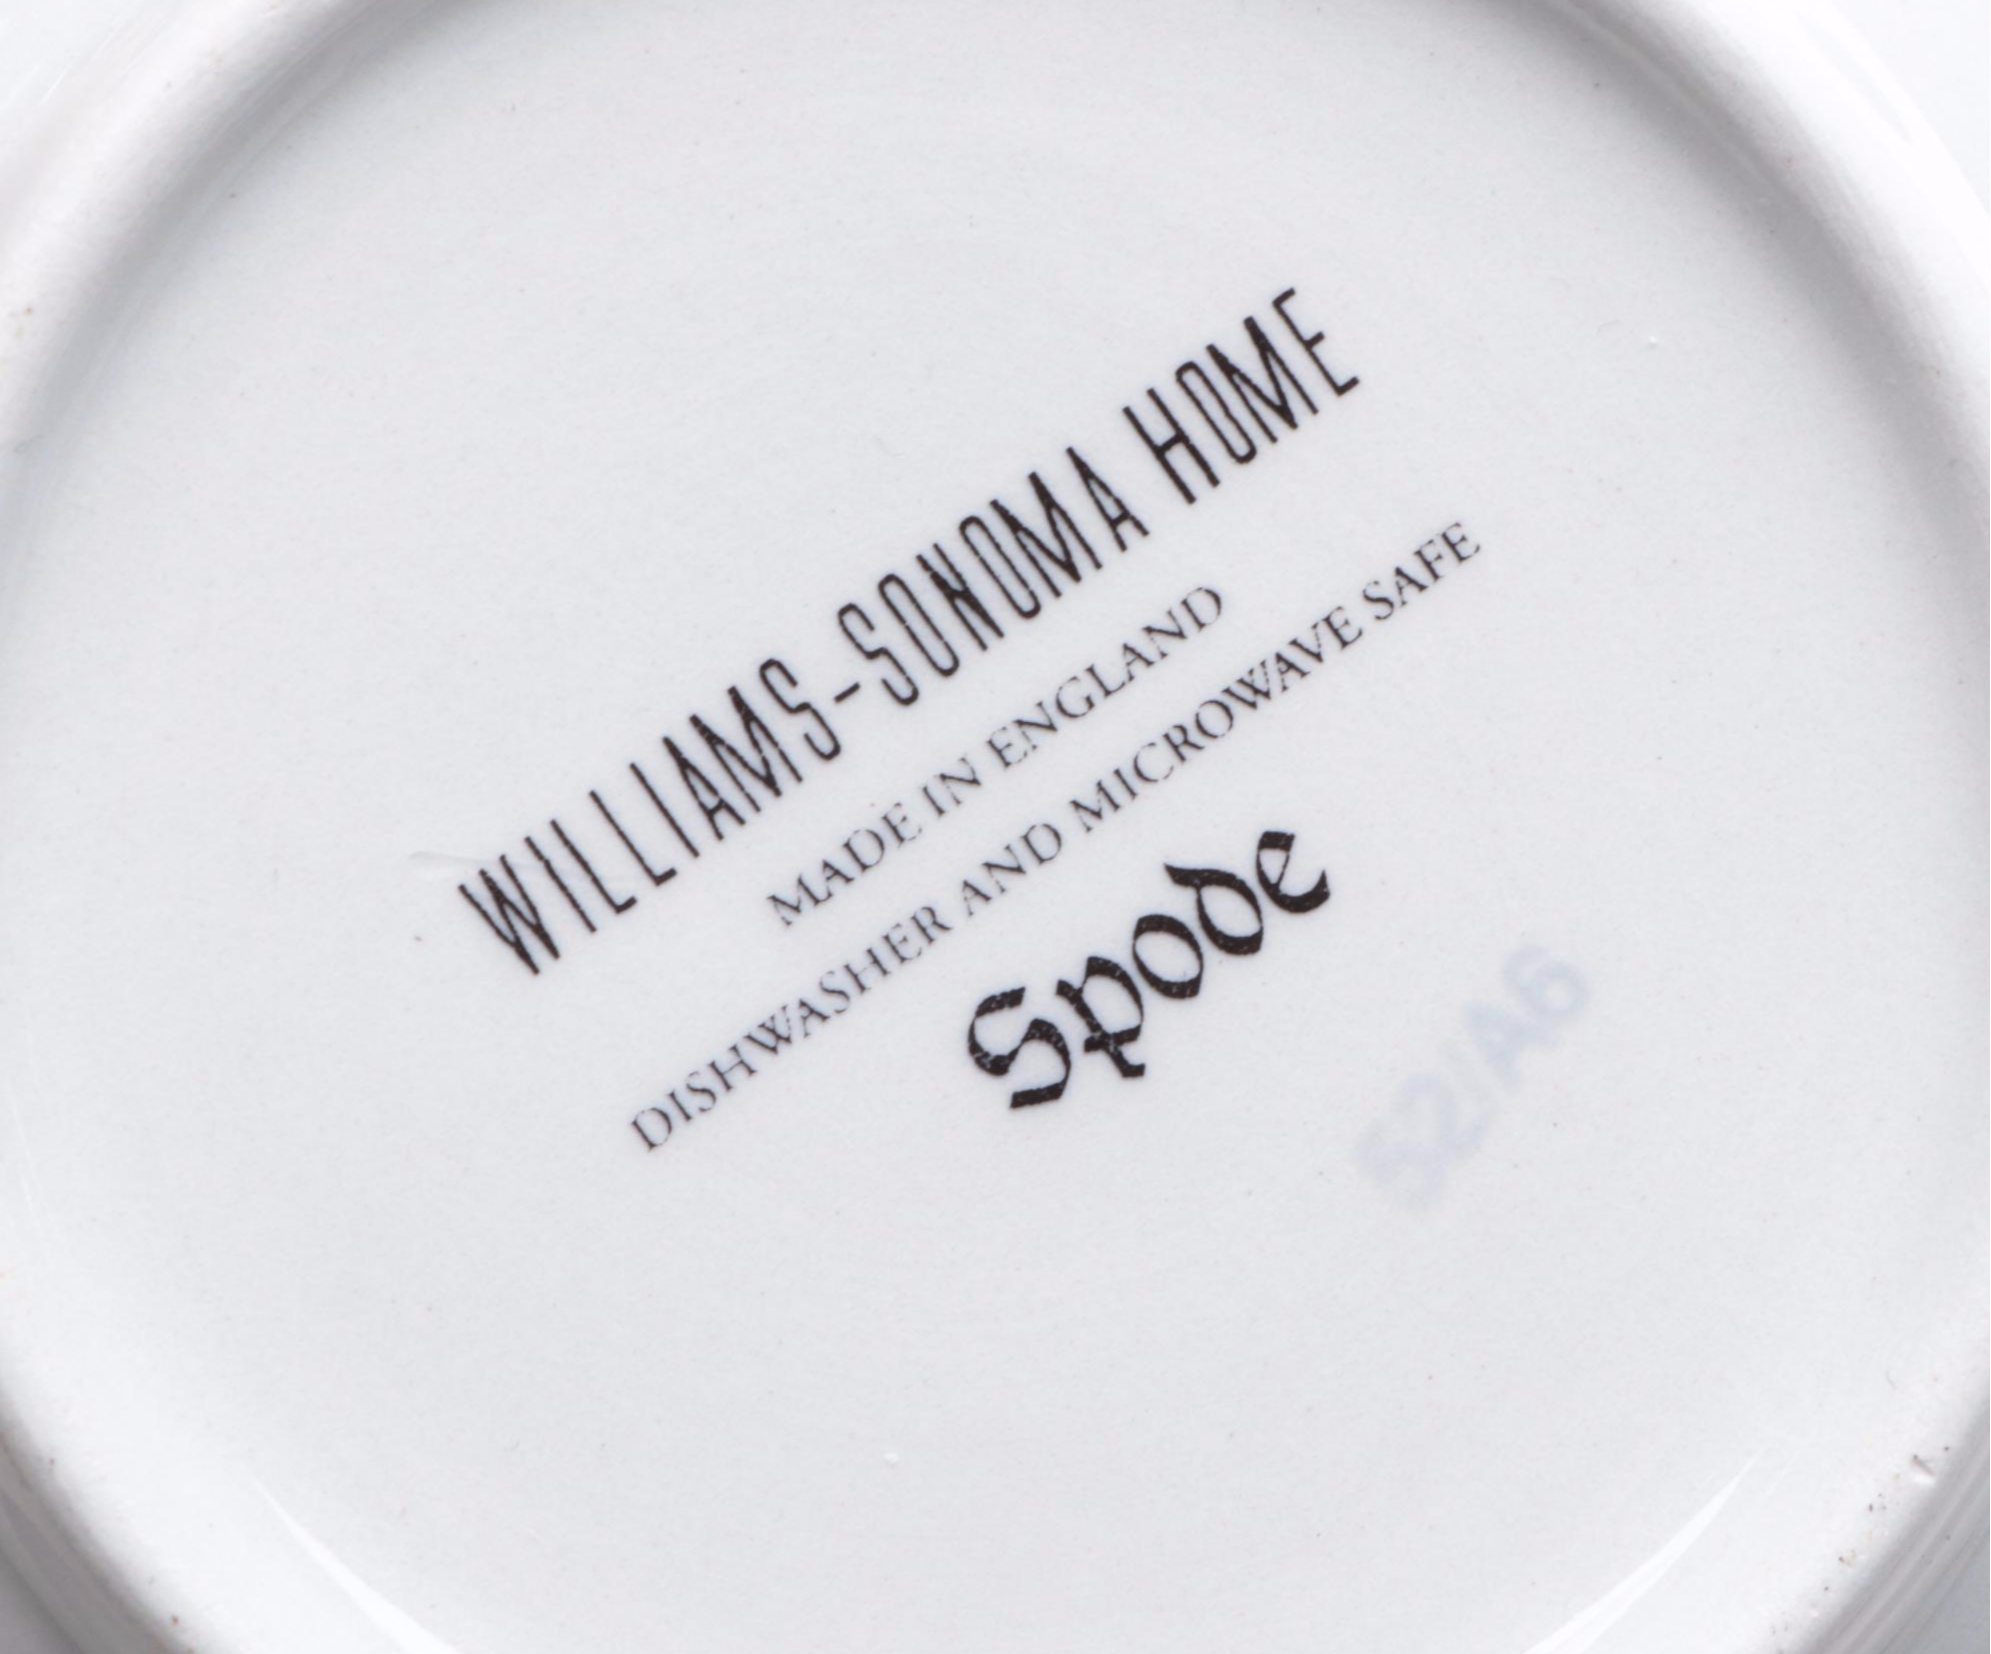 WILLIAMS-SONOMA HOME
MADE IN ENGLAND
DISHWASHER AND MICROWAVE SAFE
Spode
S2/A6